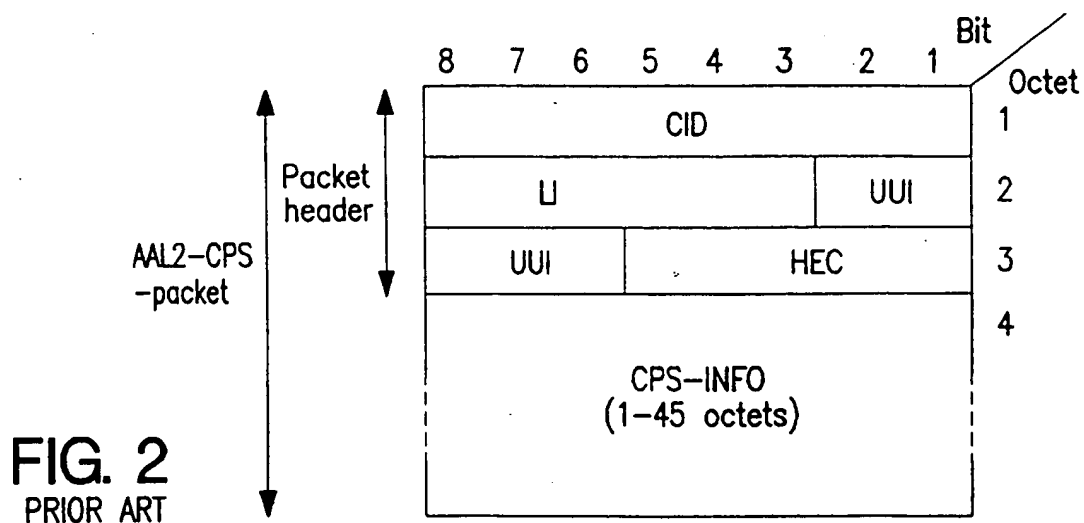 Bit
8 7 6 5 4 3 2 1
Octet
CID 1
Packet header
LI UUI 2
AAL2-CPS
-packet
UUI HEC 3
4
CPS-INFO
(1-45 octets)
FIG. 2
PRIOR ART